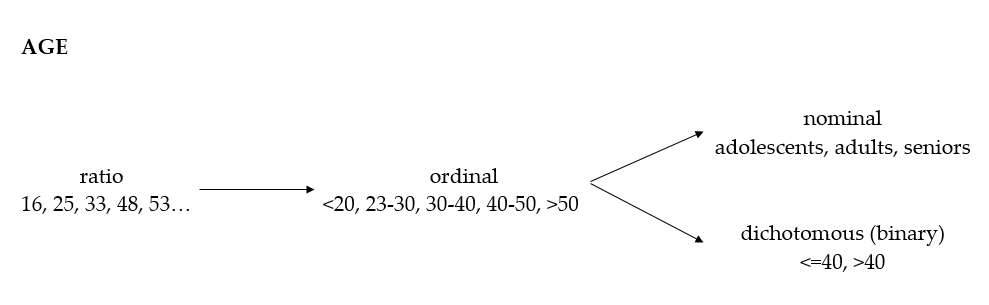 AGE
ratio
16, 25, 33, 48, 53…
ordinal
<20, 23-30, 30-40, 40-50, >50
nominal
adolescents, adults, seniors
dichotomous (binary)
<=40, >40